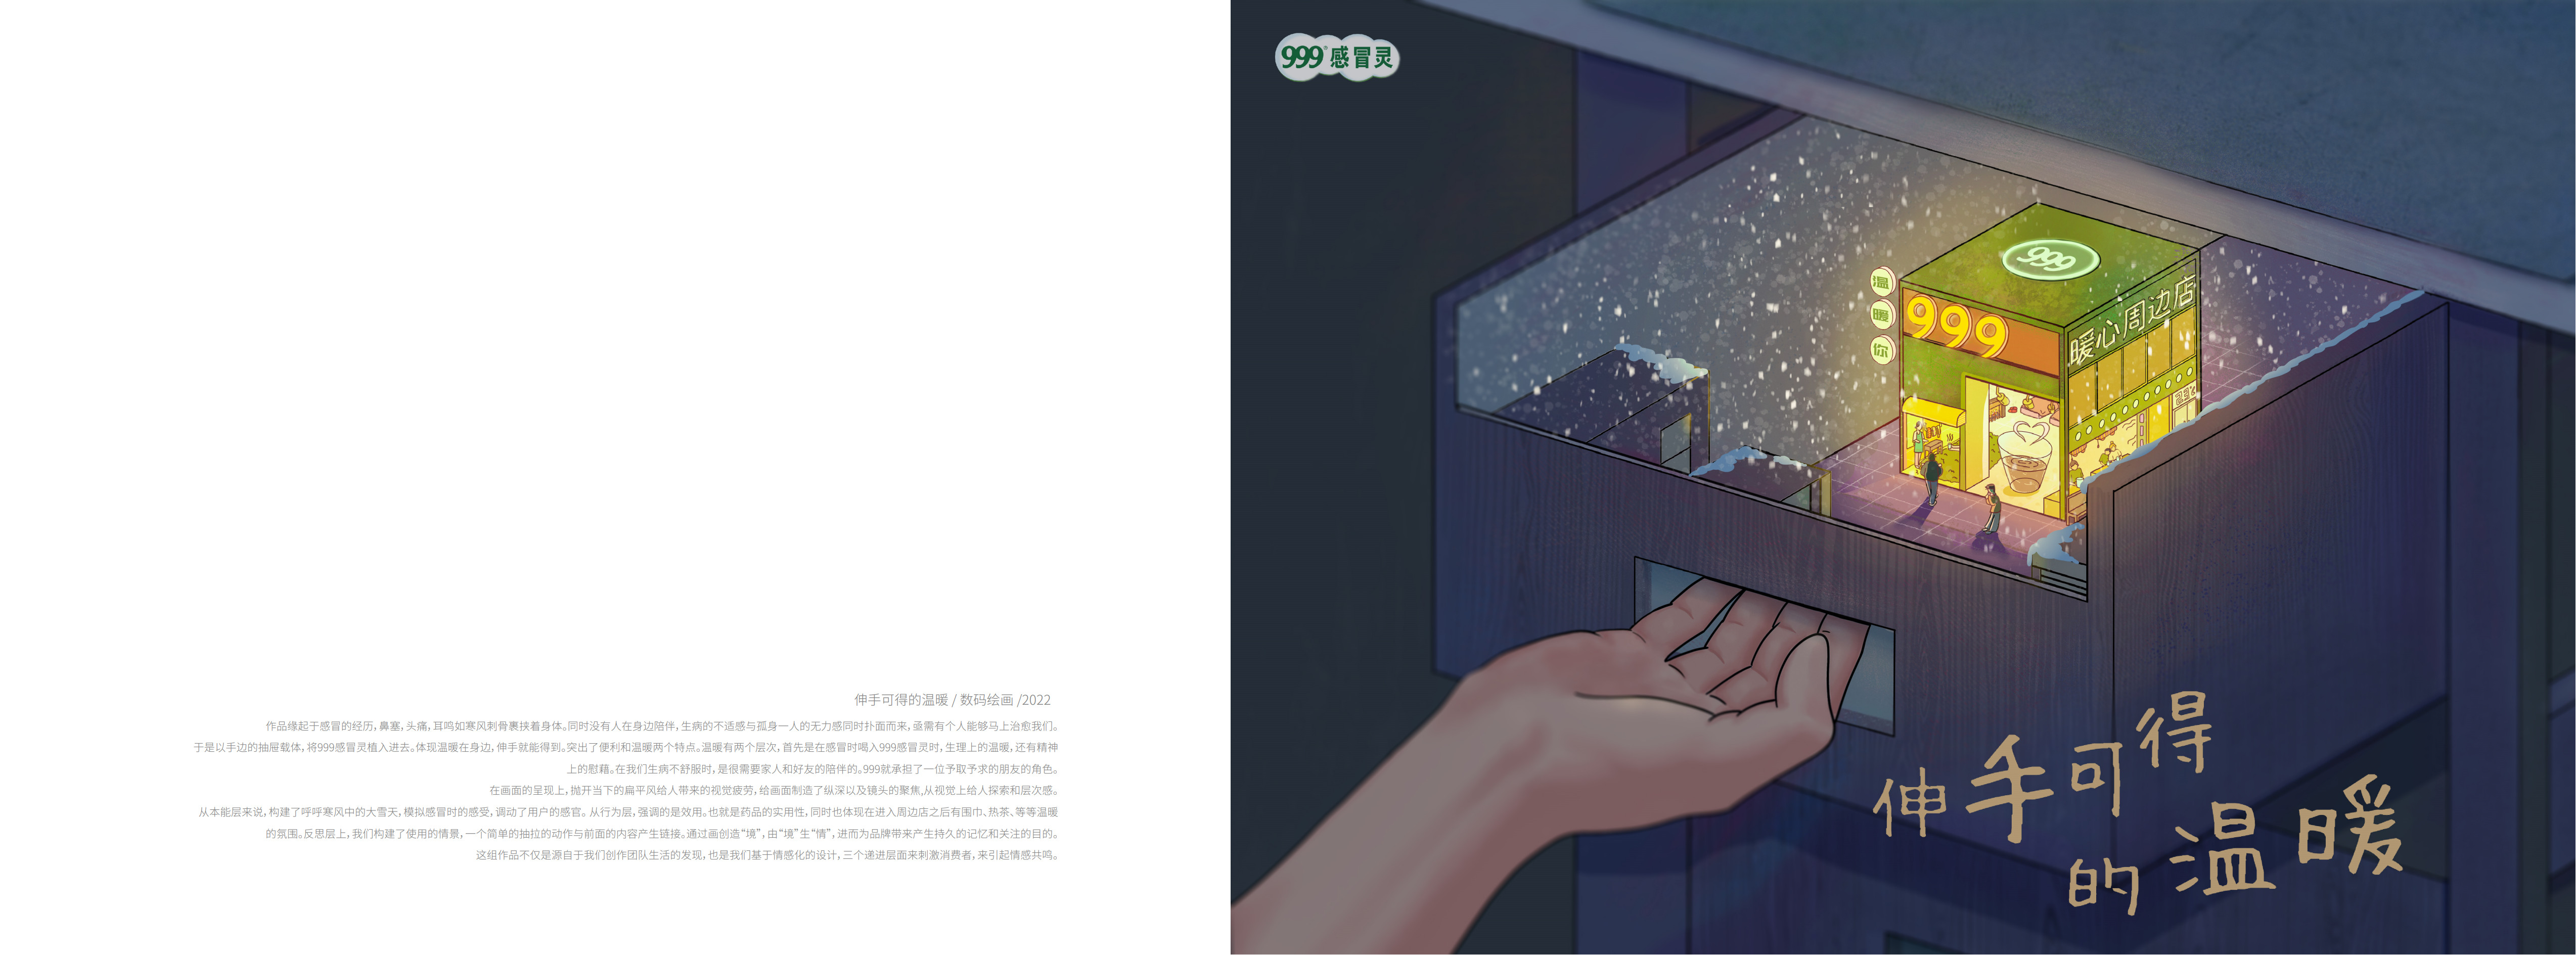 伸手可得的温暖 / 数码绘画 /2022
作品缘起于感冒的经历，鼻塞，头痛，耳鸣如寒风刺骨裹挟着身体。同时没有人在身边陪伴，生病的不适感与孤身一人的无力感同时扑面而来，亟需有个人能够马上治愈我们。
于是以手边的抽屉载体，将999感冒灵植入进去。体现温暖在身边，伸手就能得到。突出了便利和温暖两个特点。温暖有两个层次，首先是在感冒时喝入999感冒灵时，生理上的温暖，还有精神
上的慰藉。在我们生病不舒服时，是很需要家人和好友的陪伴的。999就承担了一位予取予求的朋友的角色。
在画面的呈现上，抛开当下的扁平风给人带来的视觉疲劳，给画面制造了纵深以及镜头的聚焦，从视觉上给人探索和层次感。
从本能层来说，构建了呼呼寒风中的大雪天，模拟感冒时的感受，调动了用户的感官。从行为层，强调的是效用。也就是药品的实用性，同时也体现在进入周边店之后有围巾、热茶、等等温暖
的氛围。反思层上，我们构建了使用的情景，一个简单的抽拉的动作与前面的内容产生链接。通过画创造“境”，由“境”生“情”，进而为品牌带来产生持久的记忆和关注的目的。
这组作品不仅是源自于我们创作团队生活的发现，也是我们基于情感化的设计，三个递进层面来刺激消费者，来引起情感共鸣。
999®感冒灵
999
温暖你
999
暖心周边店
伸手可得
的温暖